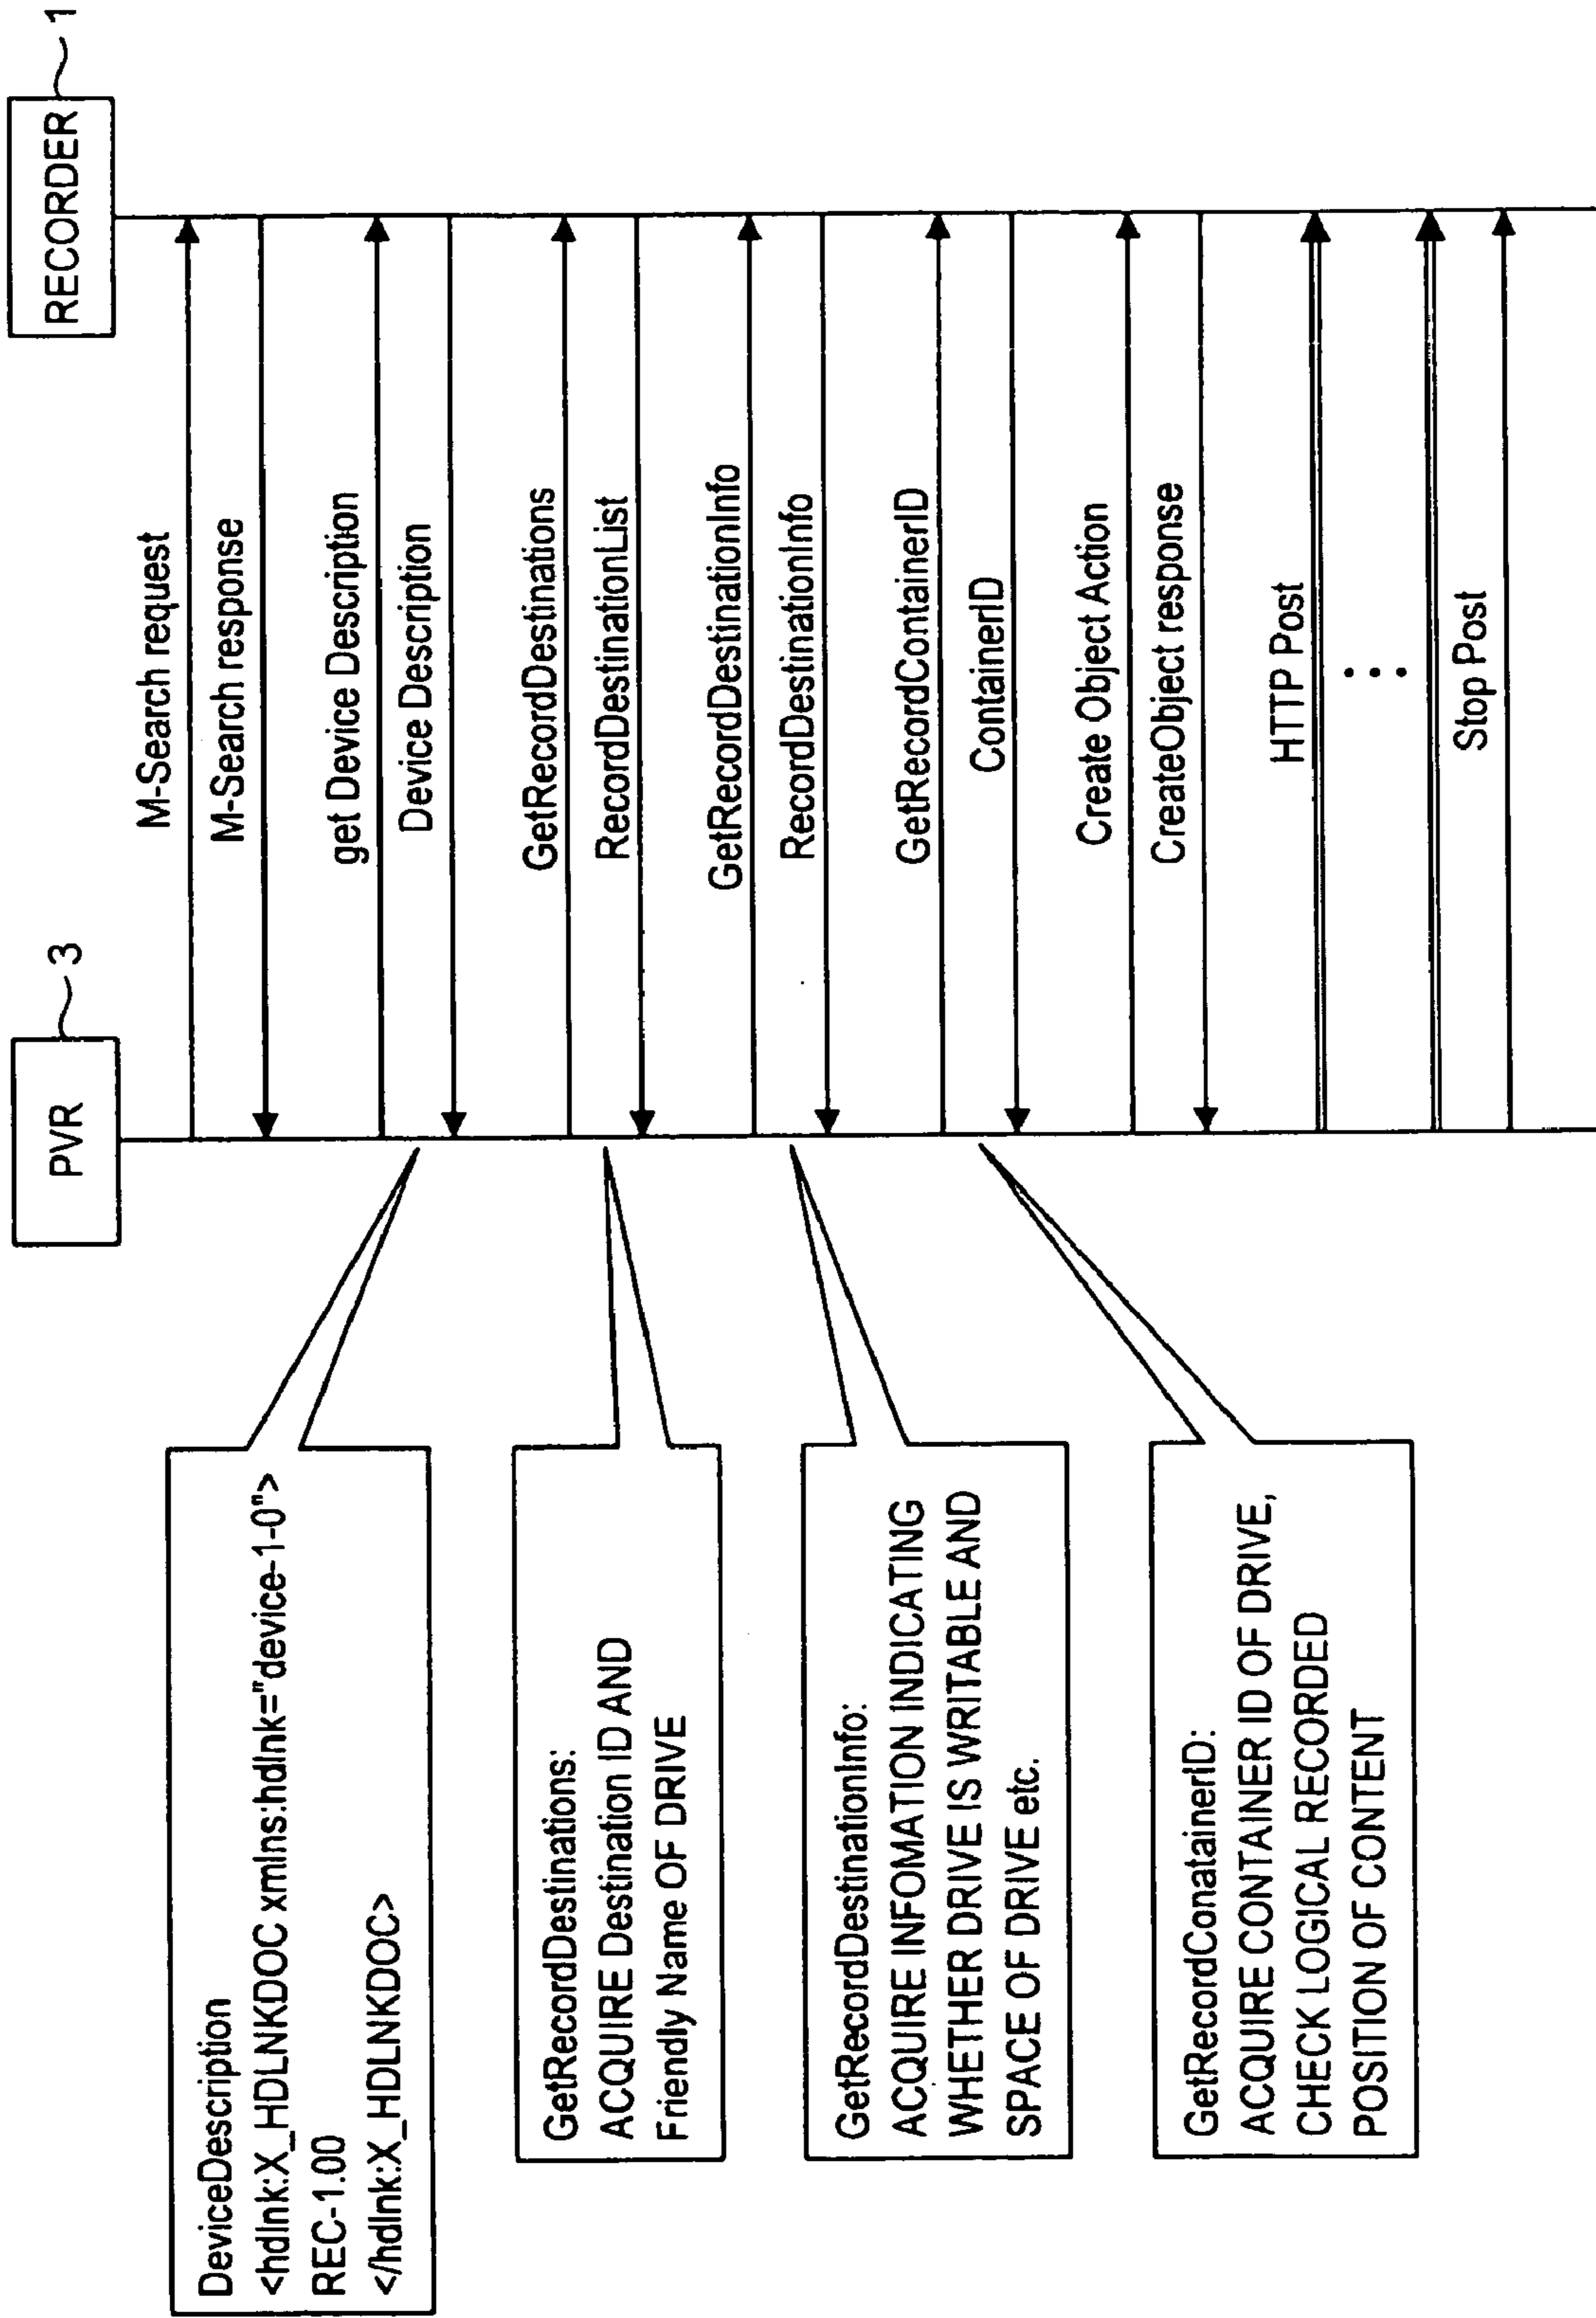 PVR
3
RECORDER
1
M-Search request
M-Search response
get Device Description
Device Description
GetRecordDestinations
RecordDestinationList
GetRecordDestinationInfo
RecordDestinationInfo
GetRecordContainerID
ContainerID
Create Object Action
CreateObject response
HTTP Post
Stop Post
DeviceDescription
<hdlnk:X_HDLNKDOC xmlns:hdlnk="device-1-0">
REC-1.00
</hdlnk:X_HDLNKDOC>
GetRecordDestinations:
ACQUIRE Destination ID AND
Friendly Name OF DRIVE
GetRecordDestinationInfo:
ACQUIRE INFOMATION INDICATING
WHETHER DRIVE IS WRITABLE AND
SPACE OF DRIVE etc.
GetRecordConatainerID:
ACQUIRE CONTAINER ID OF DRIVE,
CHECK LOGICAL RECORDED
POSITION OF CONTENT